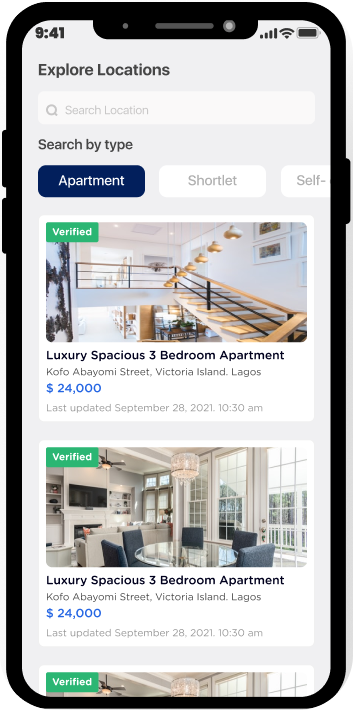 9:41
Explore Locations
Search Location
Search by type
Apartment Shortlet Self-
Verified
Luxury Spacious 3 Bedroom Apartment
Kofo Abayomi Street, Victoria Island. Lagos
$ 24,000
Last updated September 28, 2021. 10:30 am
Verified
Luxury Spacious 3 Bedroom Apartment
Kofo Abayomi Street, Victoria Island. Lagos
$ 24,000
Last updated September 28, 2021. 10:30 am
Verified